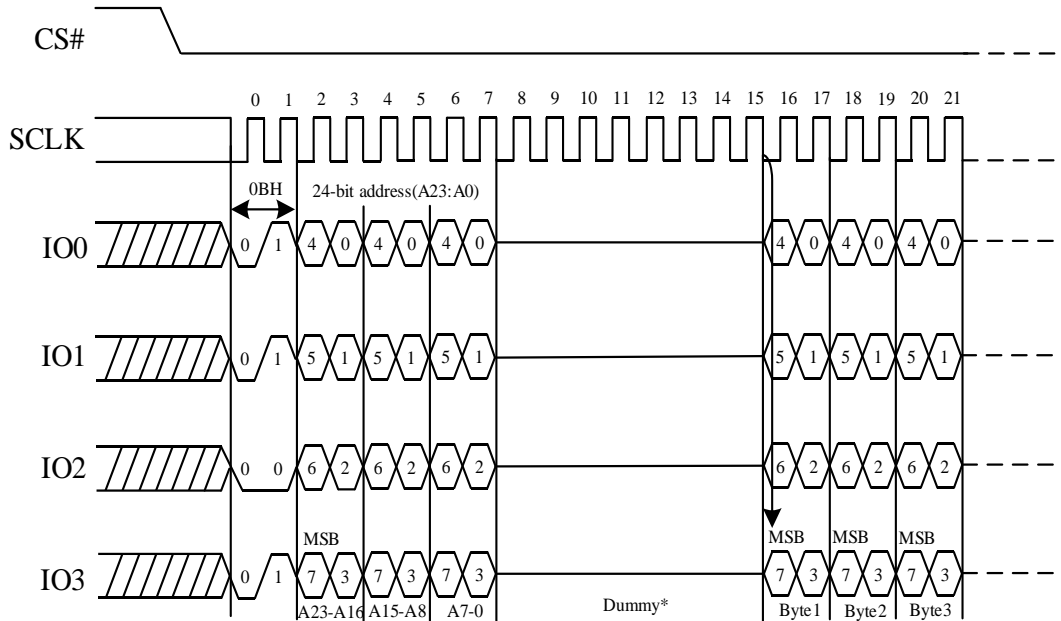 CS#
0 1 2 3 4 5 6 7 8 9 10 11 12 13 14 15 16 17 18 19 20 21
SCLK
0BH 24-bit address(A23:A0)
IO0 0 1 4 0 4 0 4 0 4 0 4 0 4 0
IO1 0 1 5 1 5 1 5 1 5 1 5 1 5 1
IO2 0 0 6 2 6 2 6 2 6 2 6 2 6 2
MSB MSB MSB MSB
IO3 0 1 7 3 7 3 7 3 7 3 7 3 7 3
A23-A16 A15-A8 A7-0 Dummy* Byte1 Byte2 Byte3